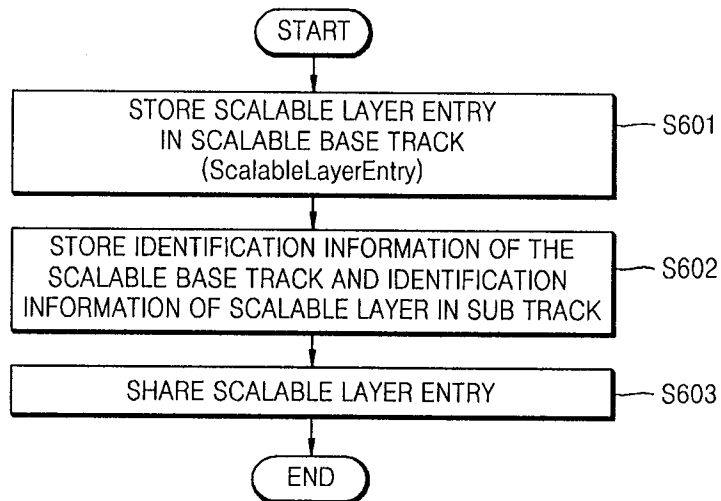 START
STORE SCALABLE LAYER ENTRY
IN SCALABLE BASE TRACK
(ScalableLayerEntry)
S601
STORE IDENTIFICATION INFORMATION OF THE
SCALABLE BASE TRACK AND IDENTIFICATION
INFORMATION OF SCALABLE LAYER IN SUB TRACK
S602
SHARE SCALABLE LAYER ENTRY
S603
END